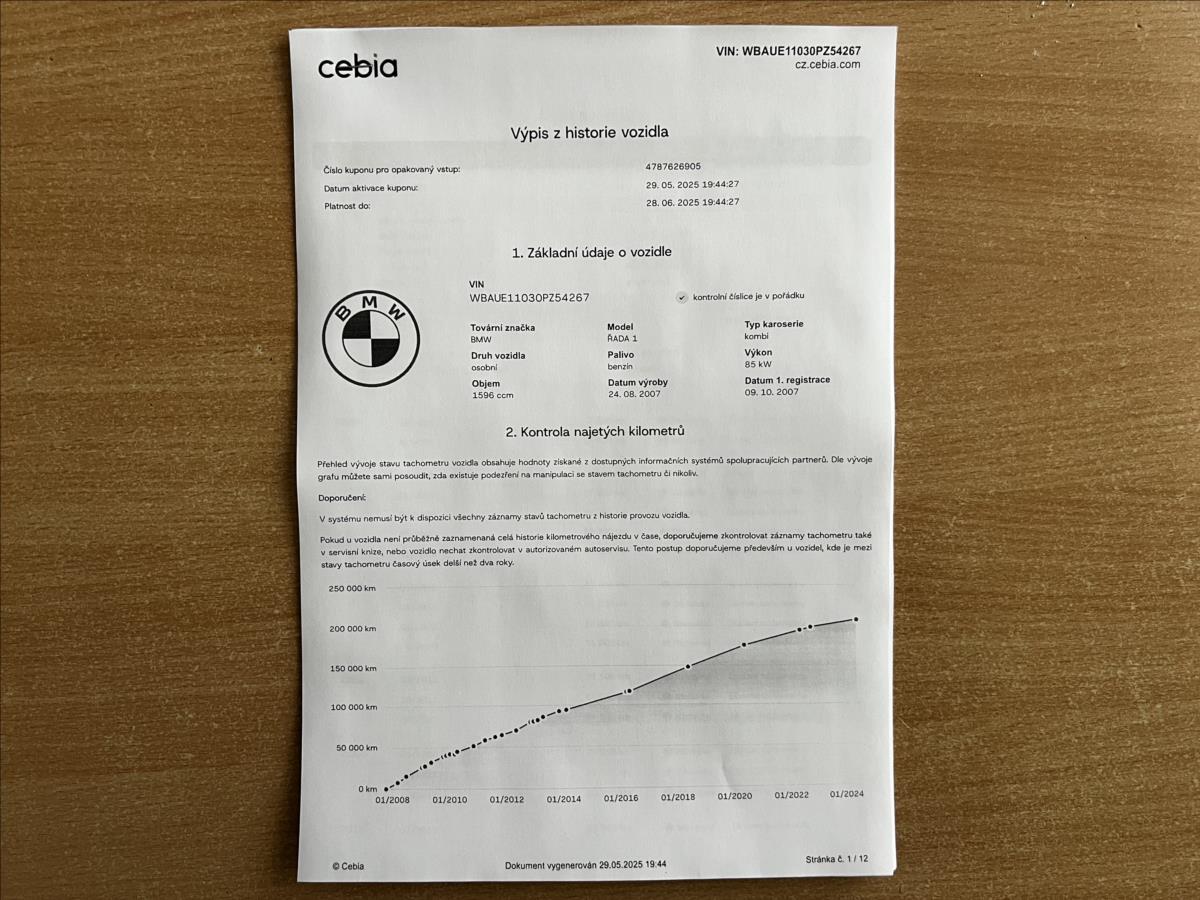 cebia
VIN: WBAUE11030PZ54267
cz.cebia.com
Výpis z historie vozidla
Číslo kuponu pro opakovaný vstup: 4787626905
Datum aktivace kuponu: 29. 05. 2025 19:44:27
Platnost do: 28. 06. 2025 19:44:27
1. Základní údaje o vozidle
BMW
VIN
WBAUE11030PZ54267 kontrolní číslice je v pořádku
Tovární značka Model Typ karoserie
BMW ŘADA 1 kombi
Druh vozidla Palivo Výkon
osobní benzin 85 kW
Objem Datum výroby Datum 1. registrace
1596 ccm 24. 08. 2007 09. 10. 2007
2. Kontrola najetých kilometrů
Přehled vývoje stavu tachometru vozidla obsahuje hodnoty získané z dostupných informačních systémů spolupracujících partnerů. Dle vývoje
grafu můžete sami posoudit, zda existuje podezření na manipulaci se stavem tachometru či nikoliv.
Doporučení:
V systému nemusí být k dispozici všechny záznamy stavů tachometru z historie provozu vozidla.
Pokud u vozidla není průběžně zaznamenaná celá historie kilometrového nájezdu v čase, doporučujeme zkontrolovat záznamy tachometru také
v servisní knize, nebo vozidlo nechat zkontrolovat v autorizovaném autoservisu. Tento postup doporučujeme především u vozidel, kde je mezi
stavy tachometru časový úsek delší než dva roky.
250 000 km
200 000 km
150 000 km
100 000 km
50 000 km
0 km
01/2008 01/2010 01/2012 01/2014 01/2016 01/2018 01/2020 01/2022 01/2024
© Cebia Dokument vygenerován 29.05.2025 19:44 Stránka č. 1 / 12